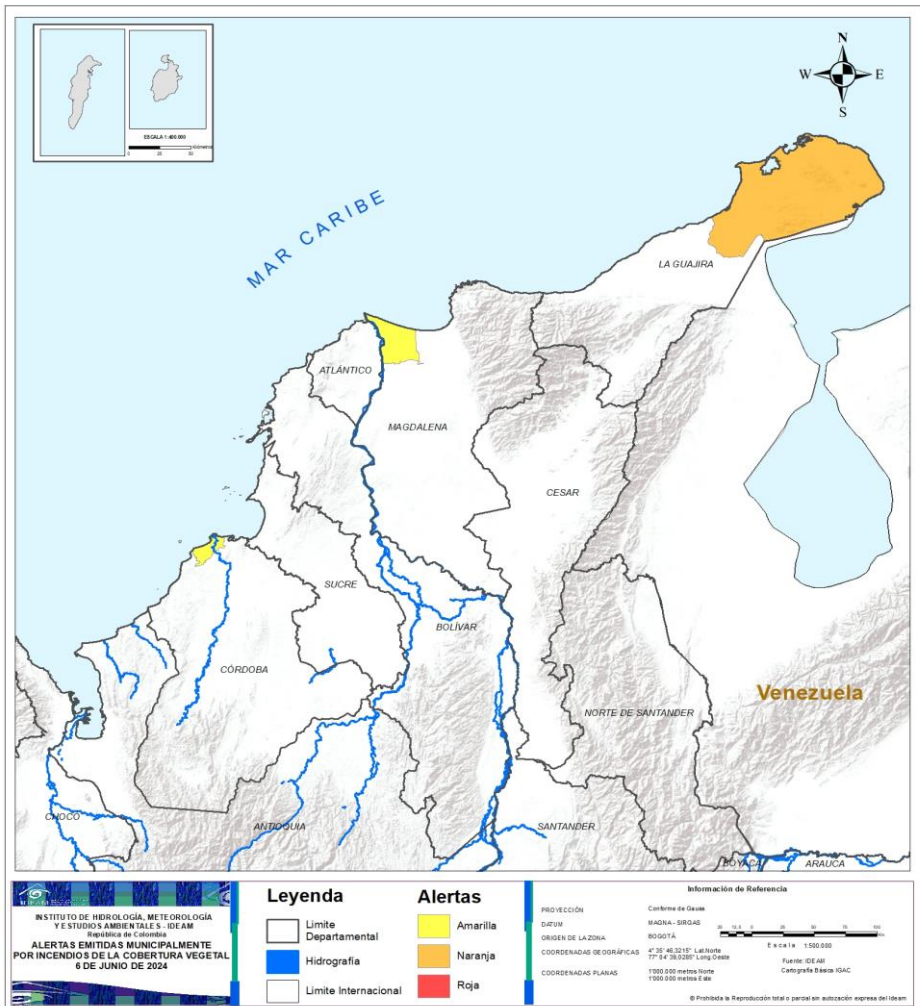 ESCALA 1:400.000
N
W E
S
MAR CARIBE
LA GUAJIRA
ATLÁNTICO
MAGDALENA
CESAR
SUCRE
BOLÍVAR
CÓRDOBA
Venezuela
NORTE DE SANTANDER
CHOCO
ANTIOQUIA
SANTANDER
BOYACÁ
ARAUCA
INSTITUTO DE HIDROLOGÍA, METEOROLOGÍA
Y ESTUDIOS AMBIENTALES - IDEAM
República de Colombia
ALERTAS EMITIDAS MUNICIPALMENTE
POR INCENDIOS DE LA COBERTURA VEGETAL
6 DE JUNIO DE 2024
Leyenda
Limite
Departamental
Hidrografía
Limite Internacional
Alertas
Amarilla
Naranja
Roja
Información de Referencia
PROYECCIÓN Conforme de Gauss
DATUM MAGNA - SIRGAS
ORIGEN DE LA ZONA BOGOTÁ
COORDENADAS GEOGRÁFICAS 4° 35' 46,3215" Lat.Norte
77° 04' 39,0285" Long.Oeste
COORDENADAS PLANAS 1'000.000 metros Norte
1'000.000 metros Este
Escala 1:500.000
Fuente: IDEAM
Cartografía Básica IGAC
© Prohibida la Reproducción total o parcial sin autozación expresa del Ideam